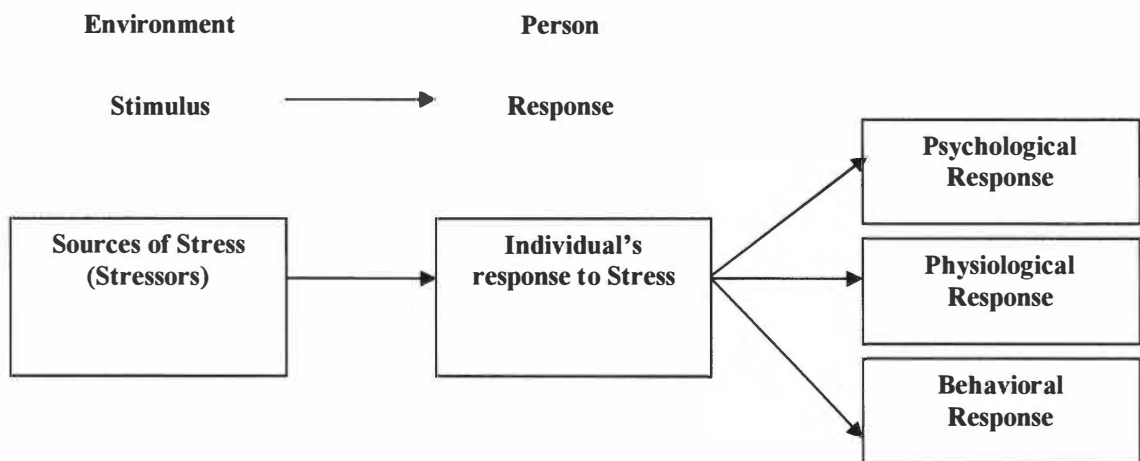 Environment Person
Stimulus Response
Psychological
Response
Sources of Stress
(Stressors)
Individual's
response to Stress
Physiological
Response
Behavioral
Response